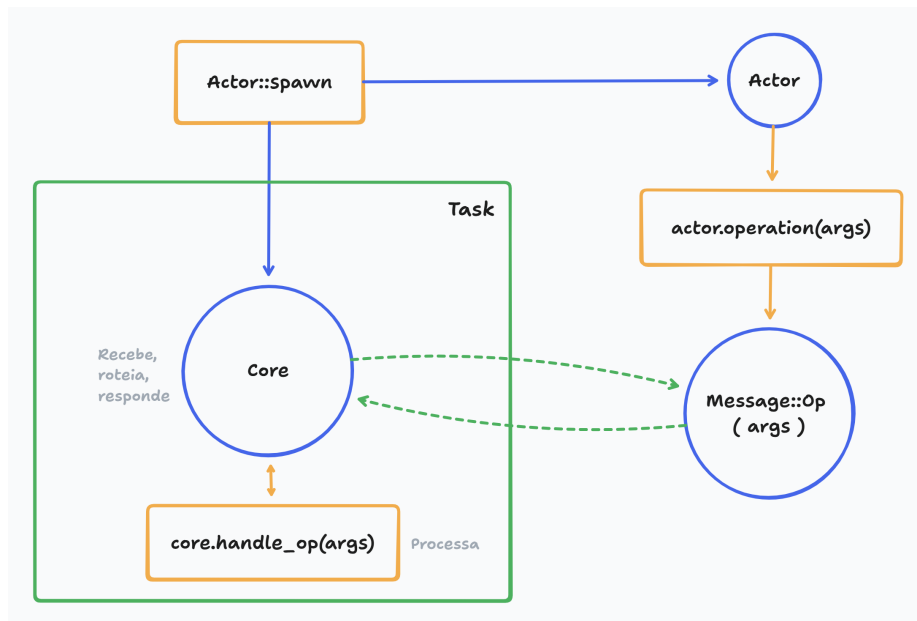 Actor::spawn
Actor
Task
actor.operation(args)
Recebe,
roteia,
responde
Core
Message::Op
( args )
core.handle_op(args)
Processa